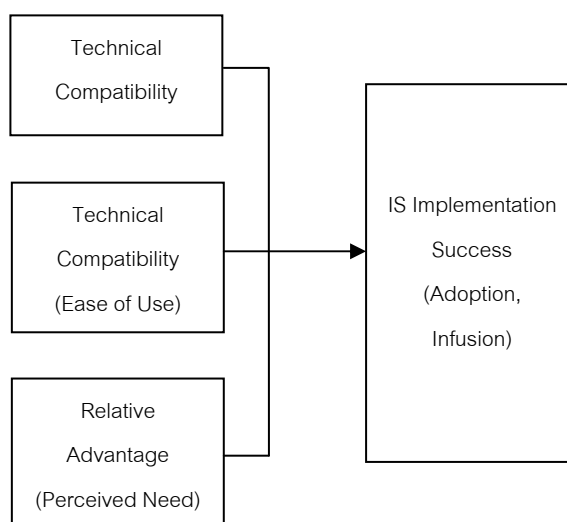 Technical
Compatibility
Technical
Compatibility
(Ease of Use)
Relative
Advantage
(Perceived Need)
IS Implementation
Success
(Adoption,
Infusion)